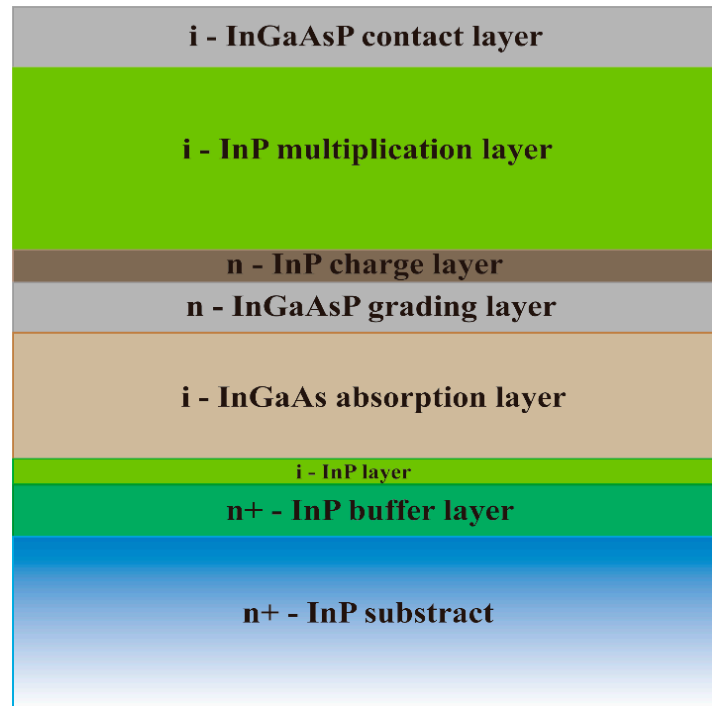 i - InGaAsP contact layer
i - InP multiplication layer
n - InP charge layer
n - InGaAsP grading layer
i - InGaAs absorption layer
i - InP layer
n+ - InP buffer layer
n+ - InP substract